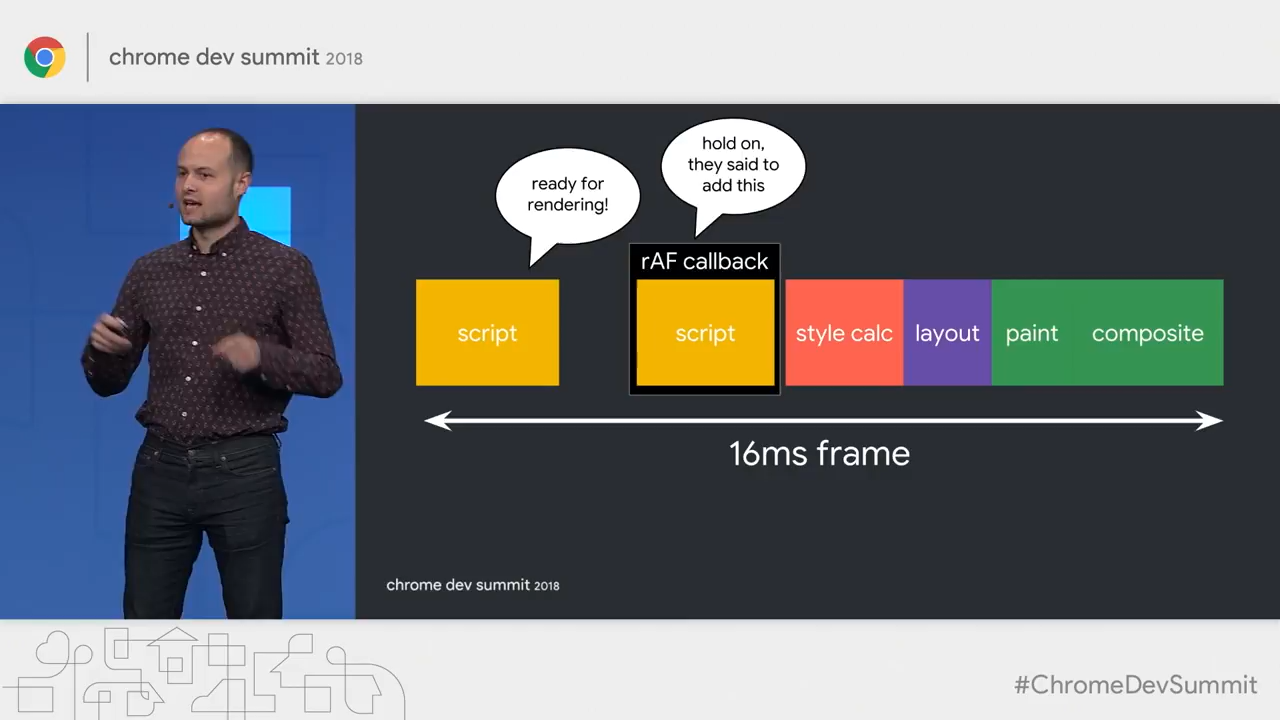 chrome dev summit 2018
ready for
rendering!
hold on,
they said to
add this
rAF callback
script
script
style calc
layout
paint
composite
16ms frame
chrome dev summit 2018
#ChromeDevSummit